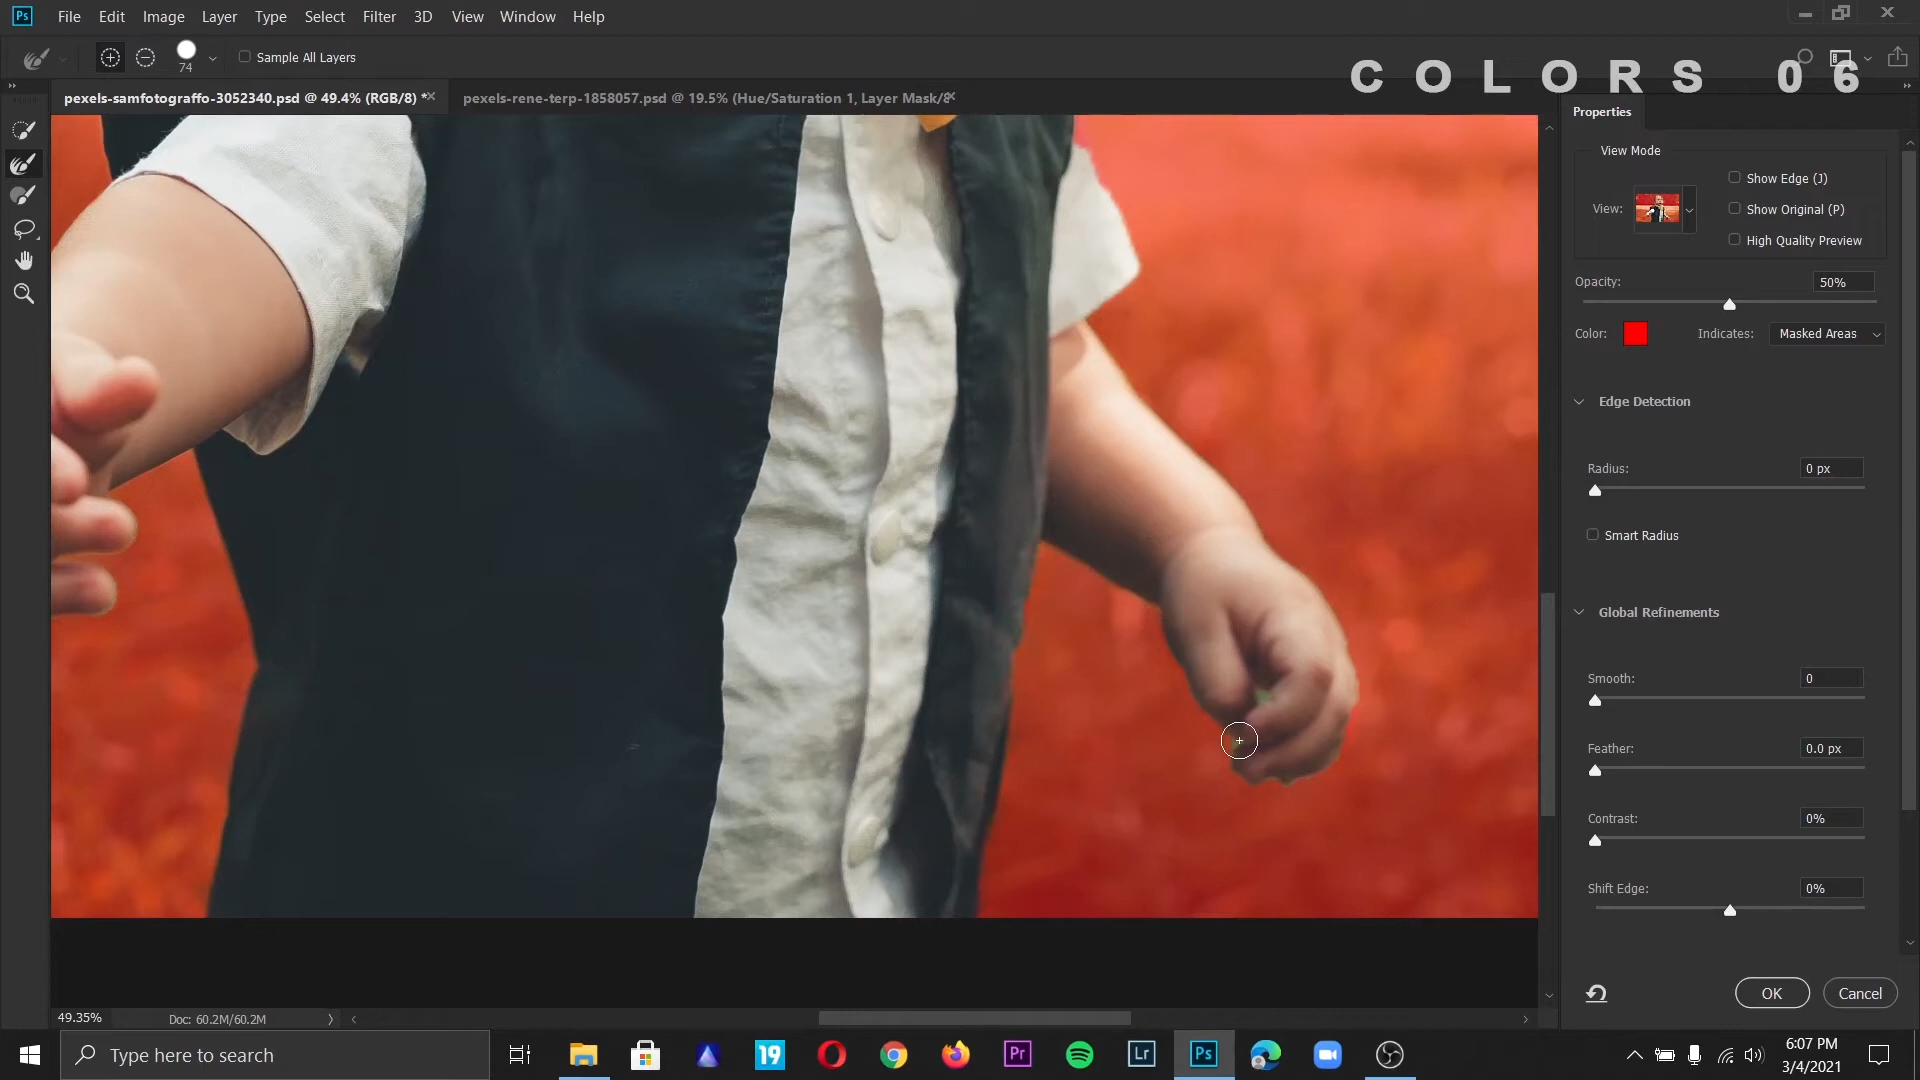 Ps File Edit Image Layer Type Select Filter 3D View Window Help
74 Sample All Layers
COLORS 06
pexels-samfotograffo-3052340.psd @ 49.4% (RGB/8) *
pexels-rene-terp-1858057.psd @ 19.5% (Hue/Saturation 1, Layer Mask/8
Properties
View Mode
View:
Show Edge (J)
Show Original (P)
High Quality Preview
Opacity: 50%
Color: Indicates: Masked Areas
Edge Detection
Radius: 0 px
Smart Radius
Global Refinements
Smooth: 0
Feather: 0.0 px
Contrast: 0%
Shift Edge: 0%
OK Cancel
49.35% Doc: 60.2M/60.2M
Type here to search
19 Pr Lr Ps
6:07 PM
3/4/2021